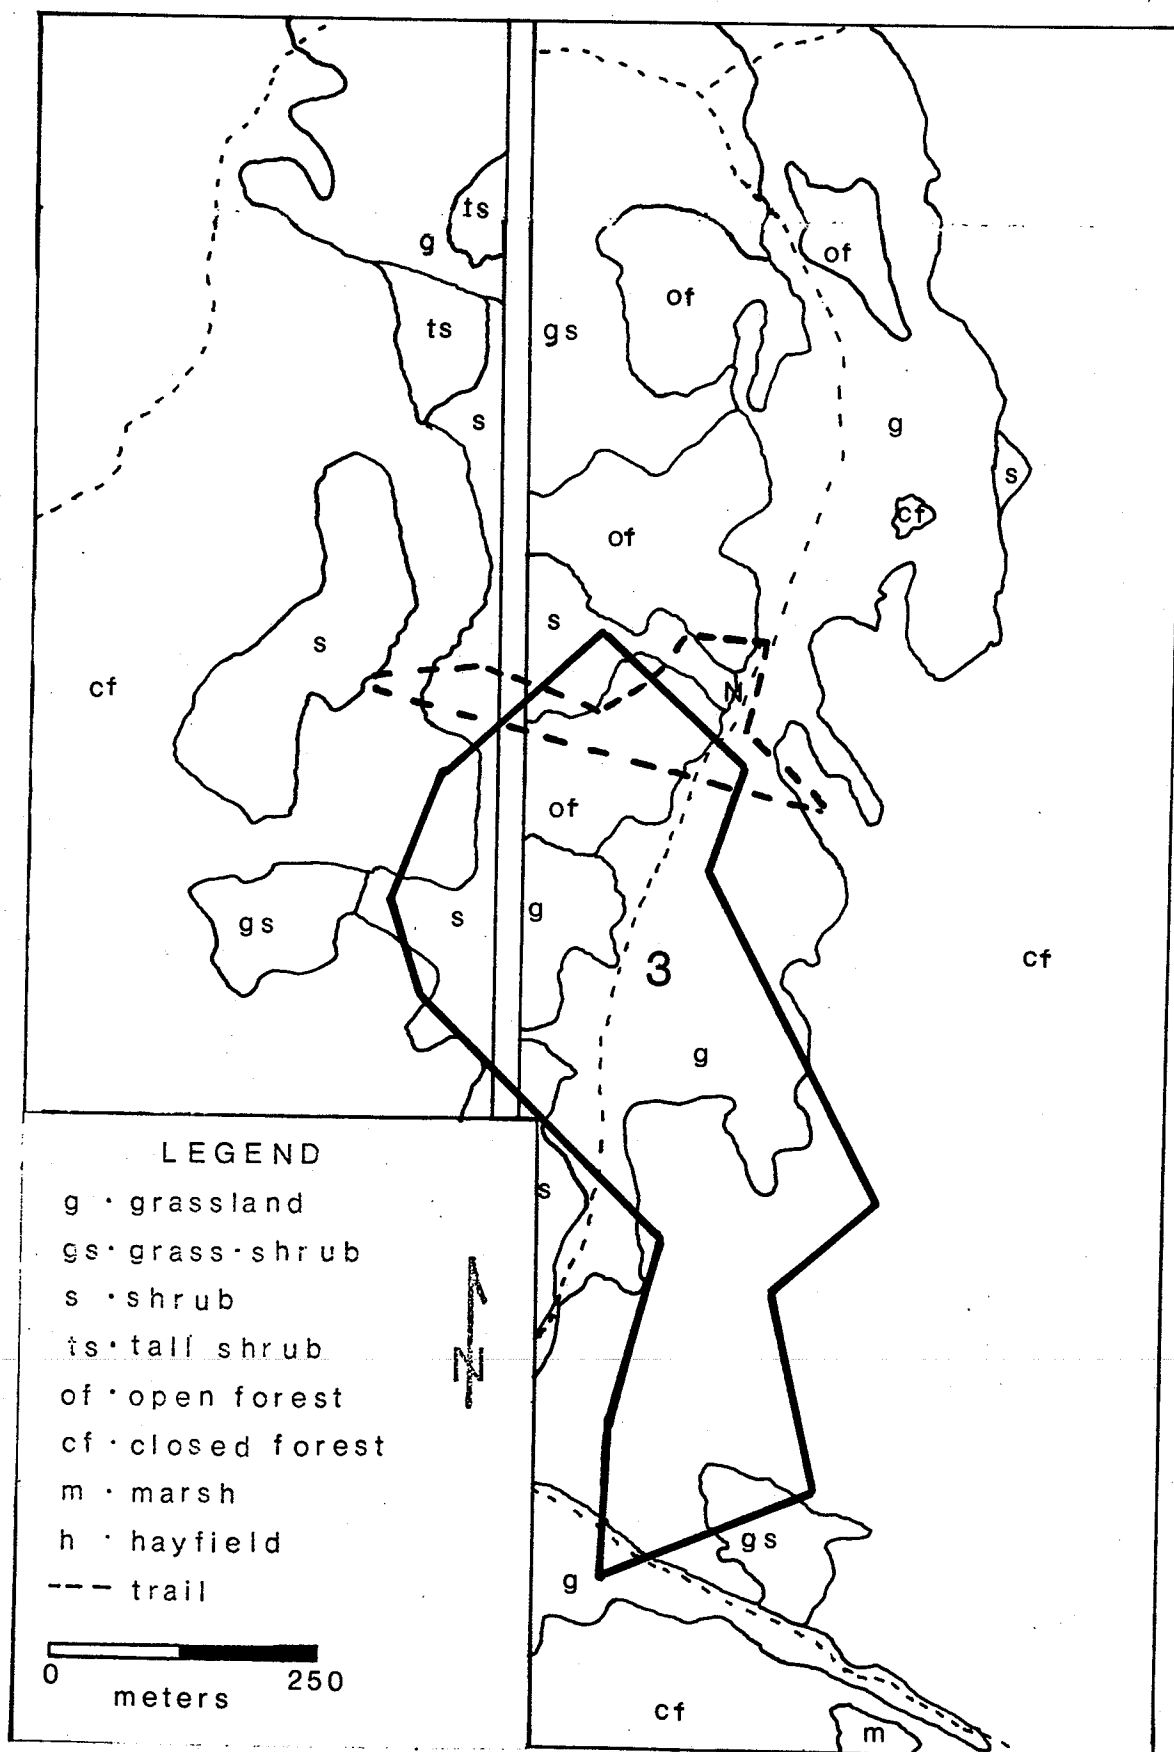 ts
g
of
of
ts
gs
s
g
s
cf
of
s
s
cf
N
of
gs
s
g
3
cf
g
LEGEND
g · grassland
gs · grass-shrub
s · shrub
ts · tall shrub
of · open forest
cf · closed forest
m · marsh
h · hayfield
--- trail
0 250
meters
N
s
gs
g
cf
m